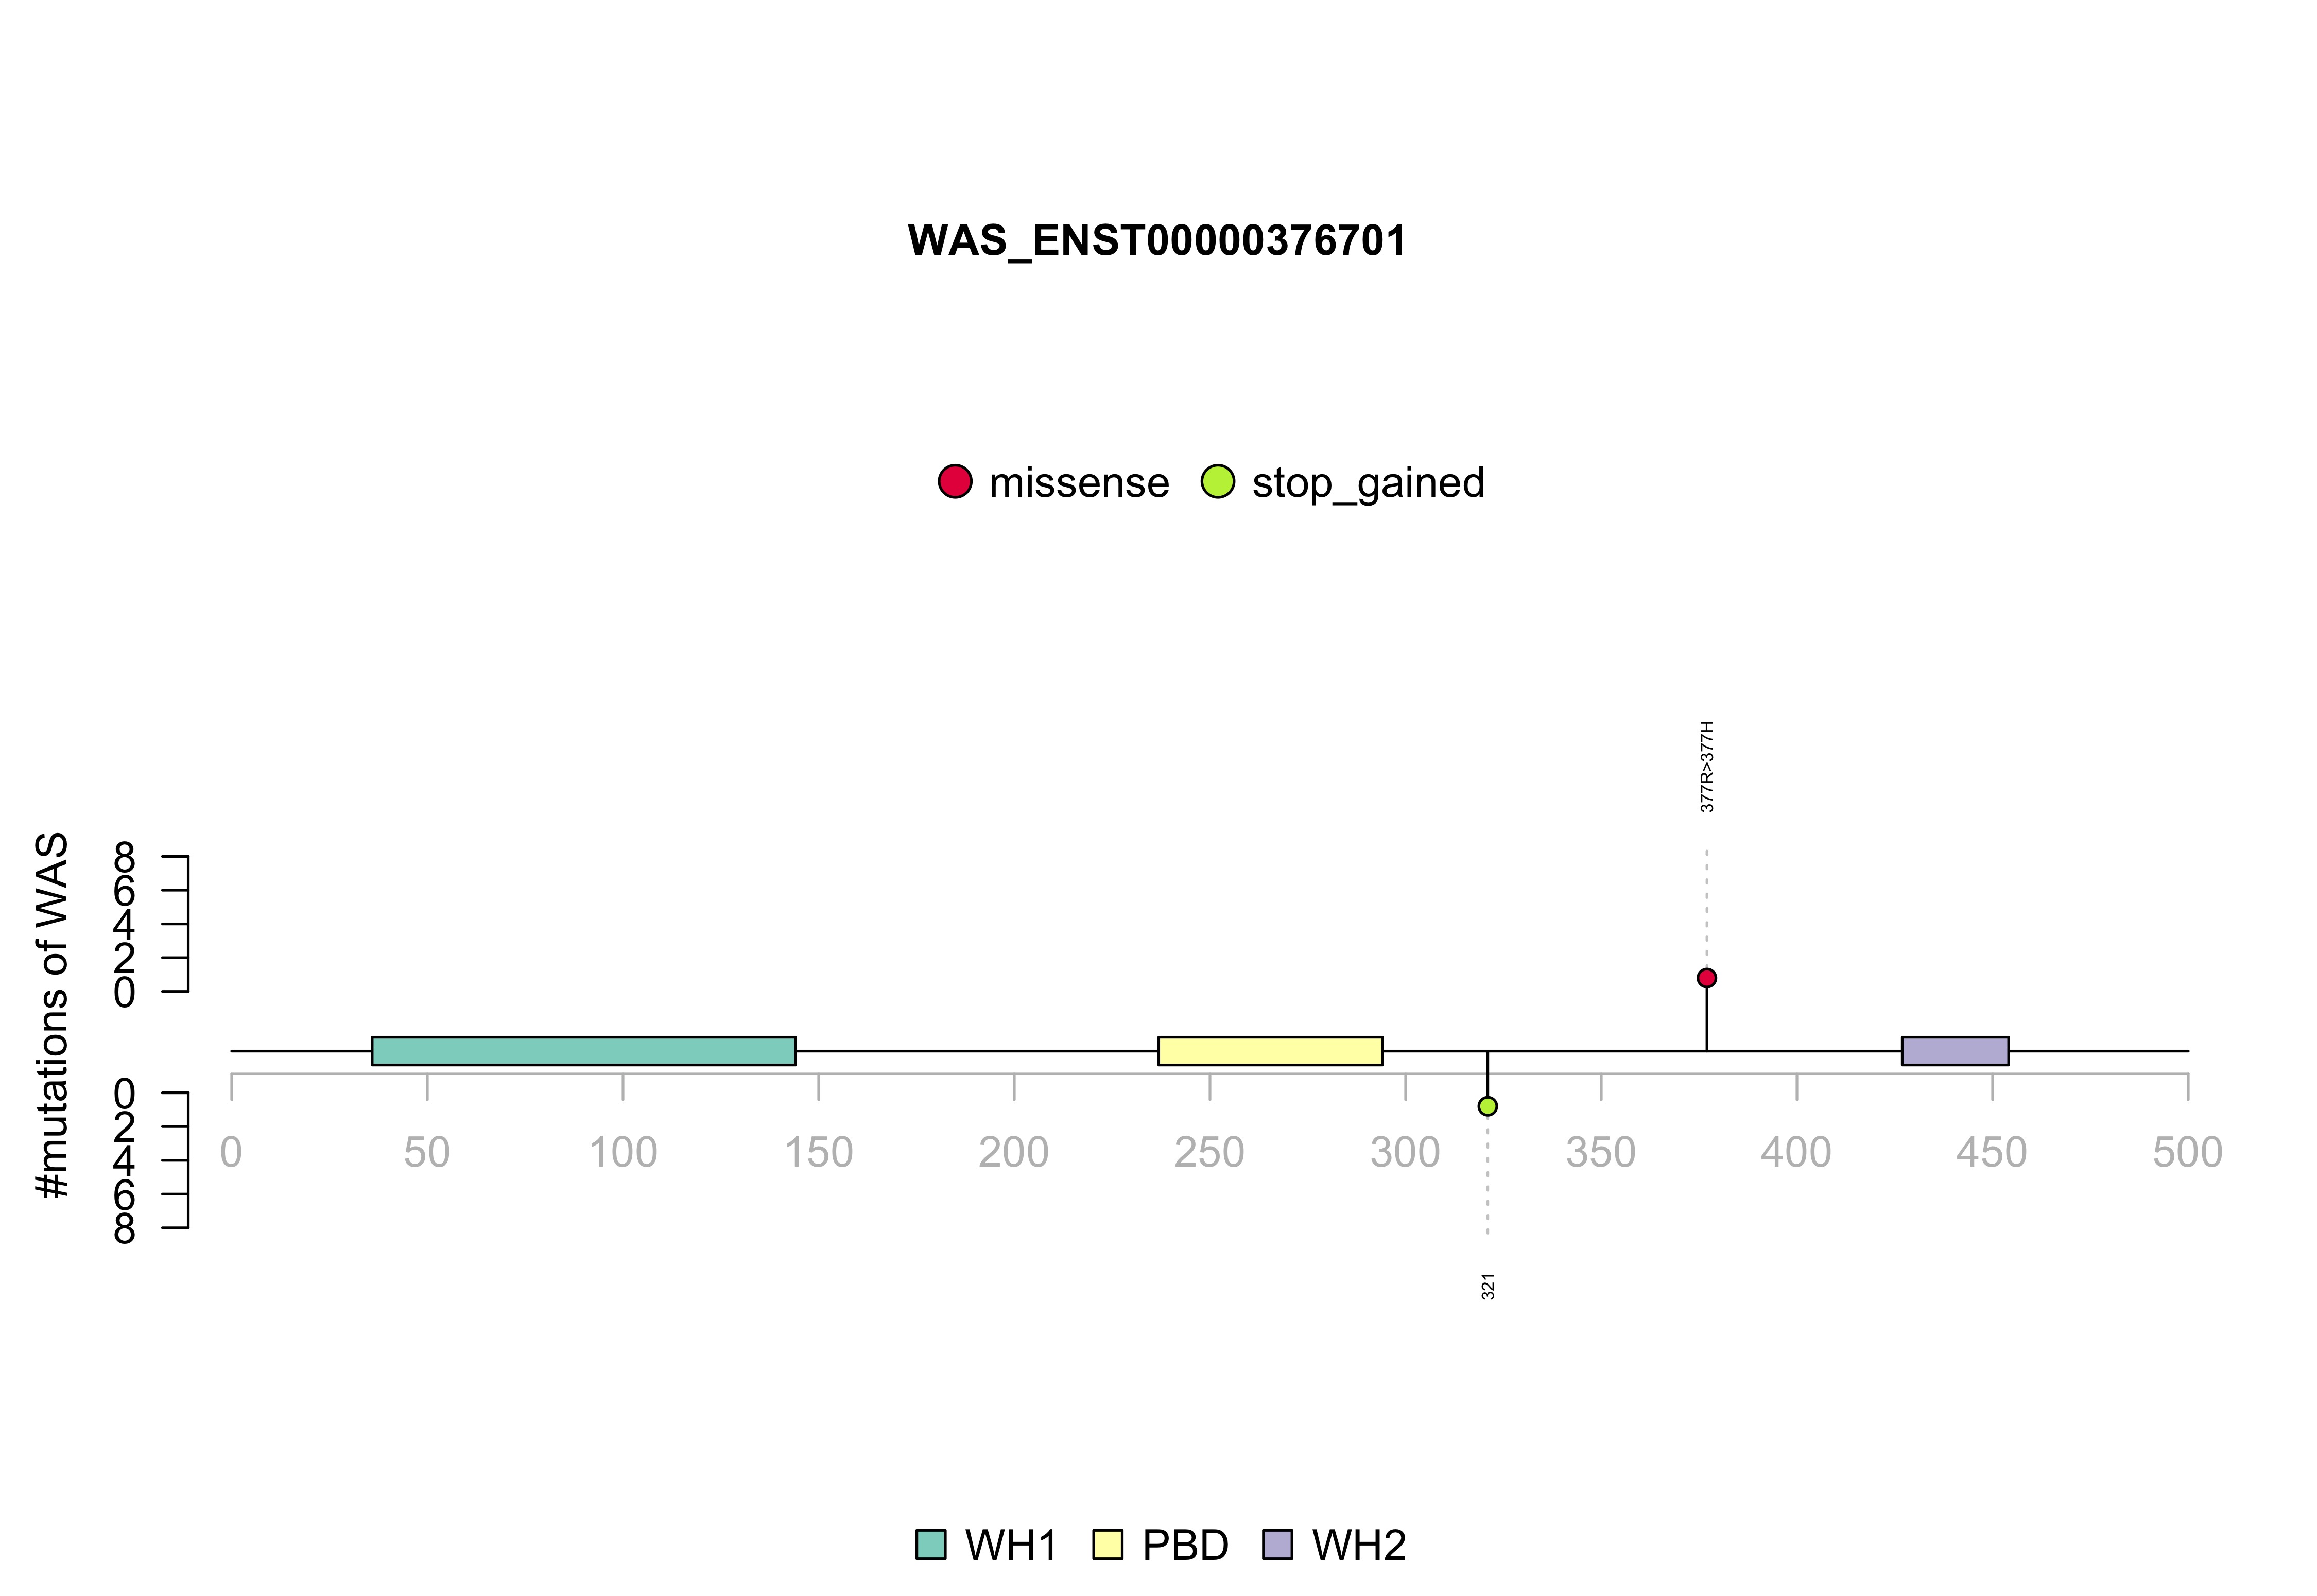 WAS_ENST00000376701
missense stop_gained
377R>377H
#mutations of WAS
8
6
4
2
0
0
2
4
6
8
0 50 100 150 200 250 300 350 400 450 500
321
WH1 PBD WH2